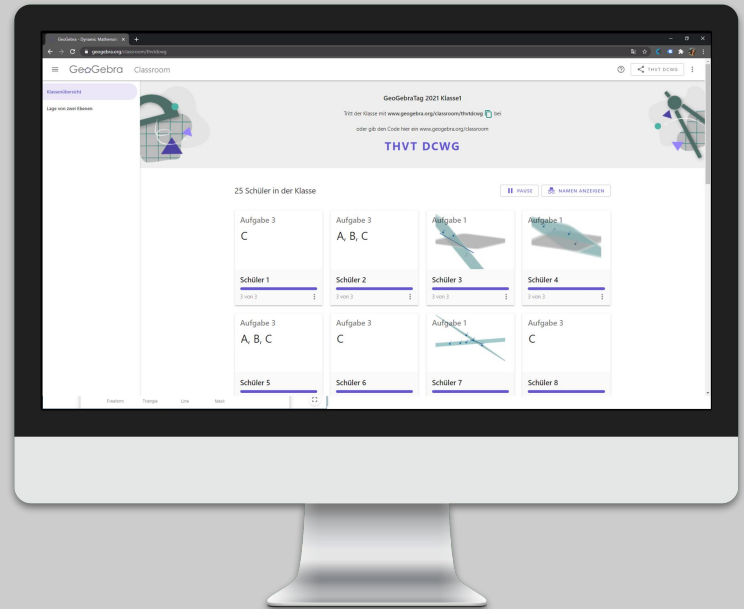 GeoGebra - Dynamic Mathemati
geogebra.org/classroom/thvtdcwg
GeoGebra Classroom
THVT DCWG
Klassenübersicht
Lage von zwei Ebenen
GeoGebraTag 2021 Klasse1
Tritt der Klasse mit www.geogebra.org/classroom/thvtdcwg bei
oder gib den Code hier ein www.geogebra.org/classroom
THVT DCWG
25 Schüler in der Klasse
PAUSE
NAMEN ANZEIGEN
Aufgabe 3
C
Schüler 1
3 von 3
Aufgabe 3
A, B, C
Schüler 2
3 von 3
Aufgabe 1
Schüler 3
3 von 3
Aufgabe 1
Schüler 4
3 von 3
Aufgabe 3
A, B, C
Schüler 5
Aufgabe 3
C
Schüler 6
Aufgabe 1
Schüler 7
Aufgabe 3
C
Schüler 8
Freeform Triangle Line Mask